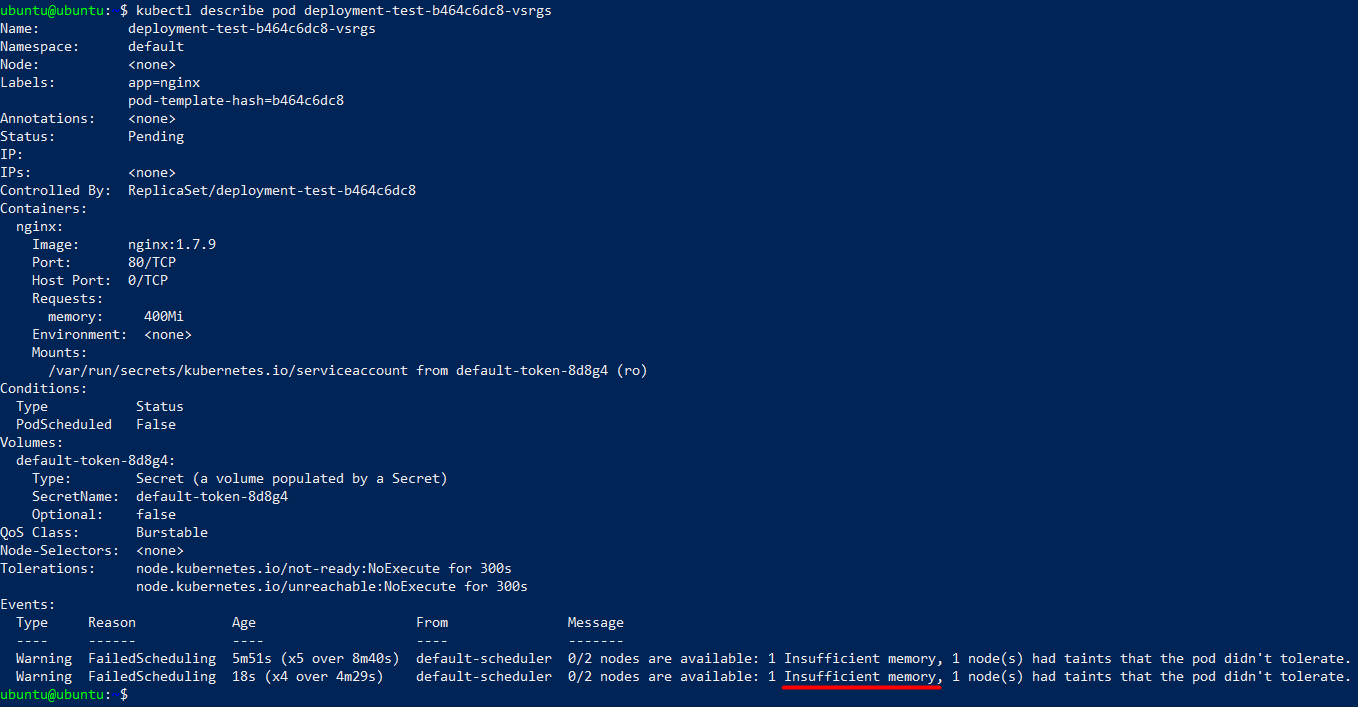 ubuntu@ubuntu: $ kubectl describe pod deployment-test-b464c6dc8-vsrgs
Name:           deployment-test-b464c6dc8-vsrgs
Namespace:      default
Node:           <none>
Labels:         app=nginx
                pod-template-hash=b464c6dc8
Annotations:    <none>
Status:         Pending
IP:
IPs:            <none>
Controlled By:  ReplicaSet/deployment-test-b464c6dc8
Containers:
  nginx:
    Image:      nginx:1.7.9
    Port:       80/TCP
    Host Port:  0/TCP
    Requests:
      memory:     400Mi
    Environment:  <none>
    Mounts:
      /var/run/secrets/kubernetes.io/serviceaccount from default-token-8d8g4 (ro)
Conditions:
  Type           Status
  PodScheduled   False
Volumes:
  default-token-8d8g4:
    Type:        Secret (a volume populated by a Secret)
    SecretName:  default-token-8d8g4
    Optional:    false
QoS Class:       Burstable
Node-Selectors:  <none>
Tolerations:     node.kubernetes.io/not-ready:NoExecute for 300s
                 node.kubernetes.io/unreachable:NoExecute for 300s
Events:
  Type     Reason            Age                    From               Message
  ----     ------            ----                   ----               -------
  Warning  FailedScheduling  5m51s (x5 over 8m40s)  default-scheduler  0/2 nodes are available: 1 Insufficient memory, 1 node(s) had taints that the pod didn't tolerate.
  Warning  FailedScheduling  18s (x4 over 4m29s)    default-scheduler  0/2 nodes are available: 1 Insufficient memory, 1 node(s) had taints that the pod didn't tolerate.
ubuntu@ubuntu: $